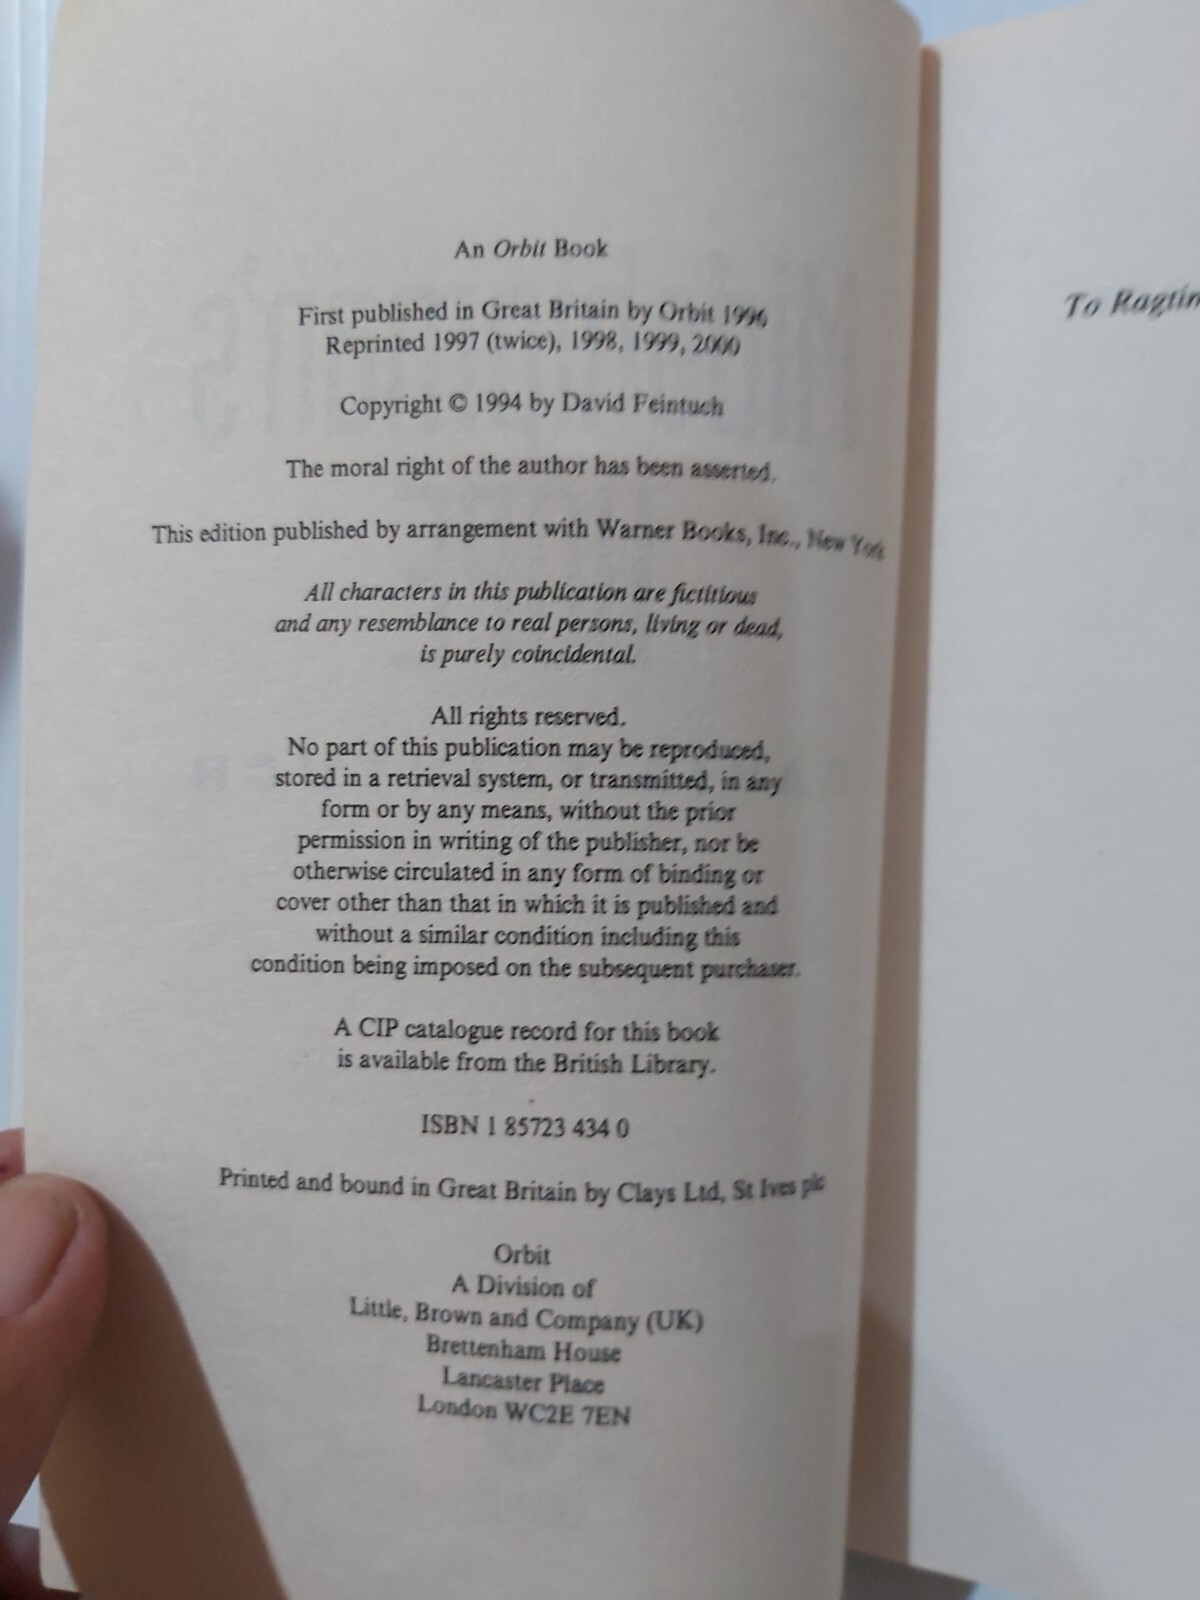 An Orbit Book
First published in Great Britain by Orbit 1996
Reprinted 1997 (twice), 1998, 1999, 2000
Copyright © 1994 by David Feintuch
The moral right of the author has been asserted.
This edition published by arrangement with Warner Books, Inc., New York
All characters in this publication are fictitious
and any resemblance to real persons, living or dead,
is purely coincidental.
All rights reserved.
No part of this publication may be reproduced,
stored in a retrieval system, or transmitted, in any
form or by any means, without the prior
permission in writing of the publisher, nor be
otherwise circulated in any form of binding or
cover other than that in which it is published and
without a similar condition including this
condition being imposed on the subsequent purchaser.
A CIP catalogue record for this book
is available from the British Library.
ISBN 1 85723 434 0
Printed and bound in Great Britain by Clays Ltd, St Ives plc
Orbit
A Division of
Little, Brown and Company (UK)
Brettenham House
Lancaster Place
London WC2E 7EN
To